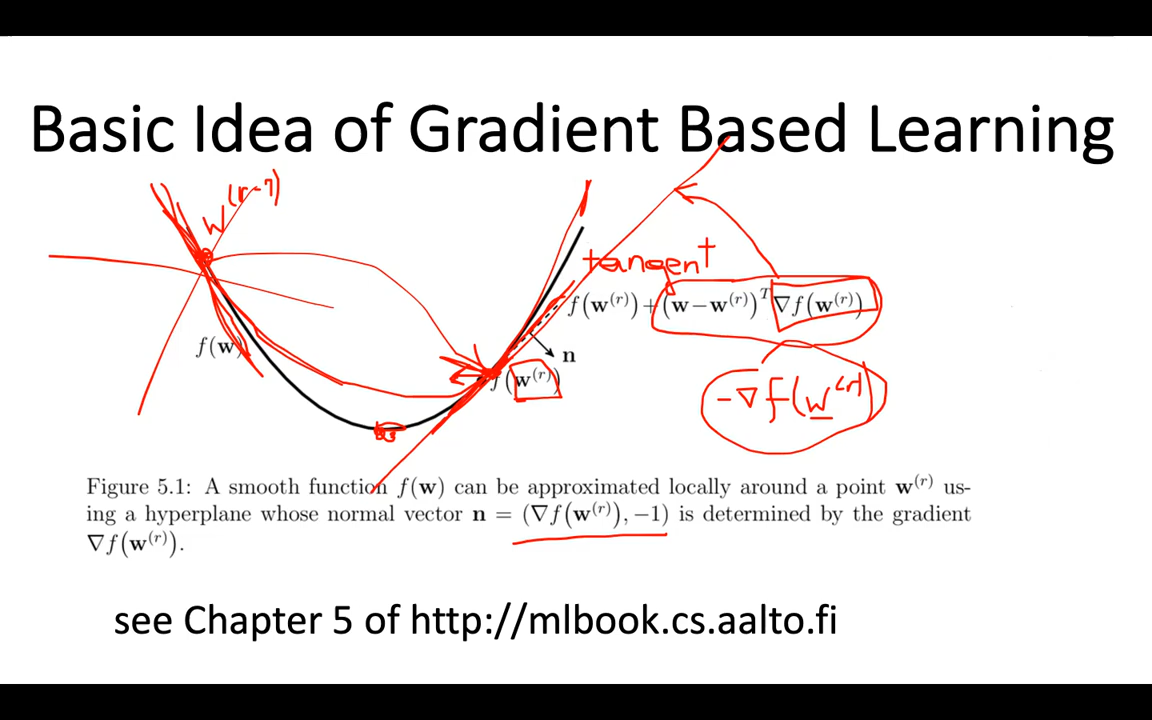 Basic Idea of Gradient Based Learning
w^(r-1)
tangent
f(w^(r))+(w−w^(r))^T ∇f(w^(r))
n
f(w)
f(w^(r))
-∇f(w^(r))
Figure 5.1: A smooth function f(w) can be approximated locally around a point w^(r) us-
ing a hyperplane whose normal vector n = (∇f(w^(r)), −1) is determined by the gradient
∇f(w^(r)).
see Chapter 5 of http://mlbook.cs.aalto.fi